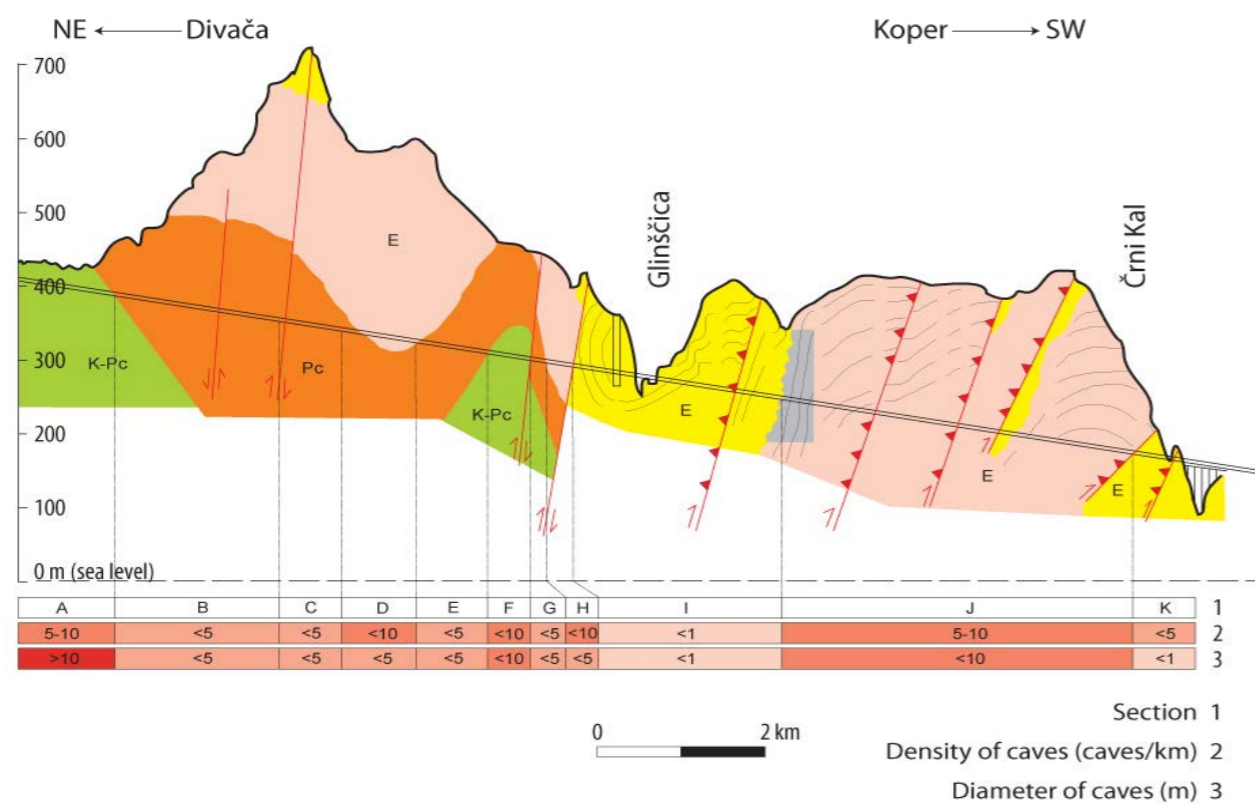 NE ← Divača
Koper → SW
700
600
500
400
300
200
100
0 m (sea level)
Glinščica
Črni Kal
E
K-Pc
Pc
K-Pc
E
E
E
A B C D E F G H I J K 1
5-10 <5 <5 <10 <5 <10 <5 <10 <1 5-10 <5 2
>10 <5 <5 <5 <5 <10 <5 <5 <1 <10 <1 3
0 2 km
Section 1
Density of caves (caves/km) 2
Diameter of caves (m) 3